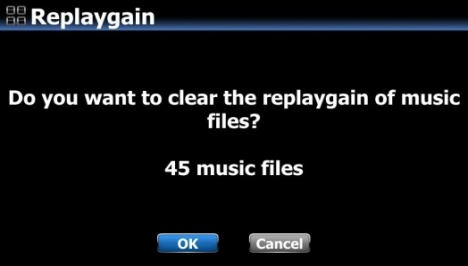 Replaygain
Do you want to clear the replaygain of music
files?
45 music files
OK
Cancel